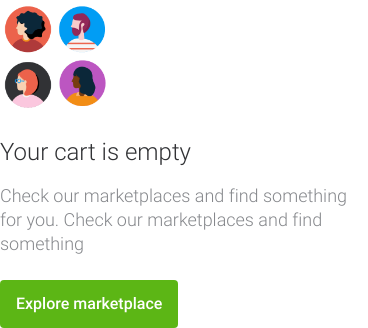 Your cart is empty
Check our marketplaces and find something
for you. Check our marketplaces and find
something
Explore marketplace